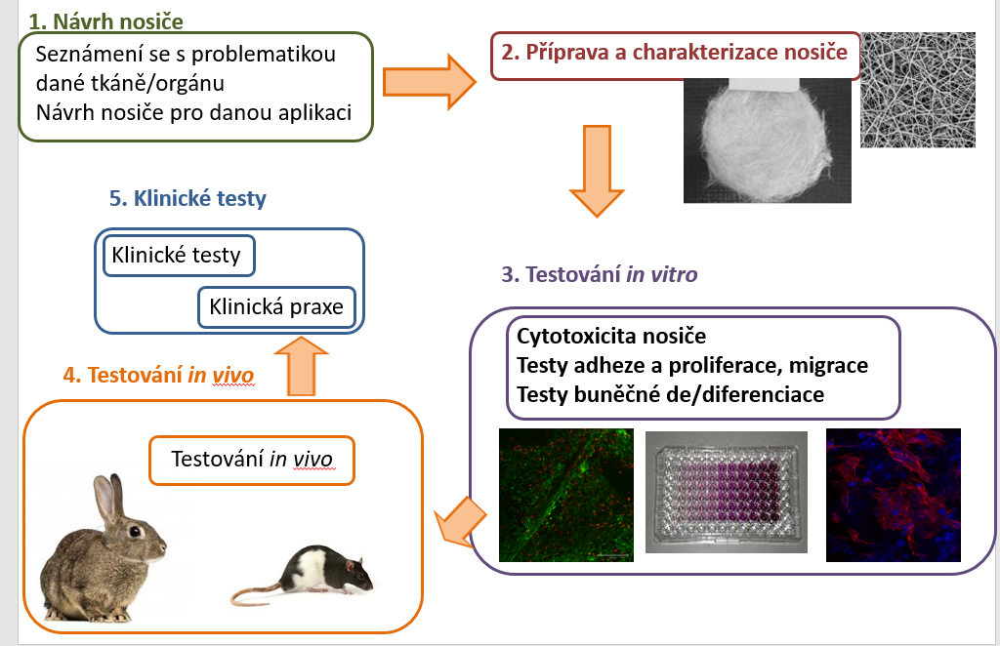 1. Návrh nosiče
Seznámení se s problematikou
dané tkáně/orgánu
Návrh nosiče pro danou aplikaci
2. Příprava a charakterizace nosiče
3. Testování in vitro
Cytotoxicita nosiče
Testy adheze a proliferace, migrace
Testy buněčné de/diferenciace
4. Testování in vivo
Testování in vivo
5. Klinické testy
Klinické testy
Klinická praxe